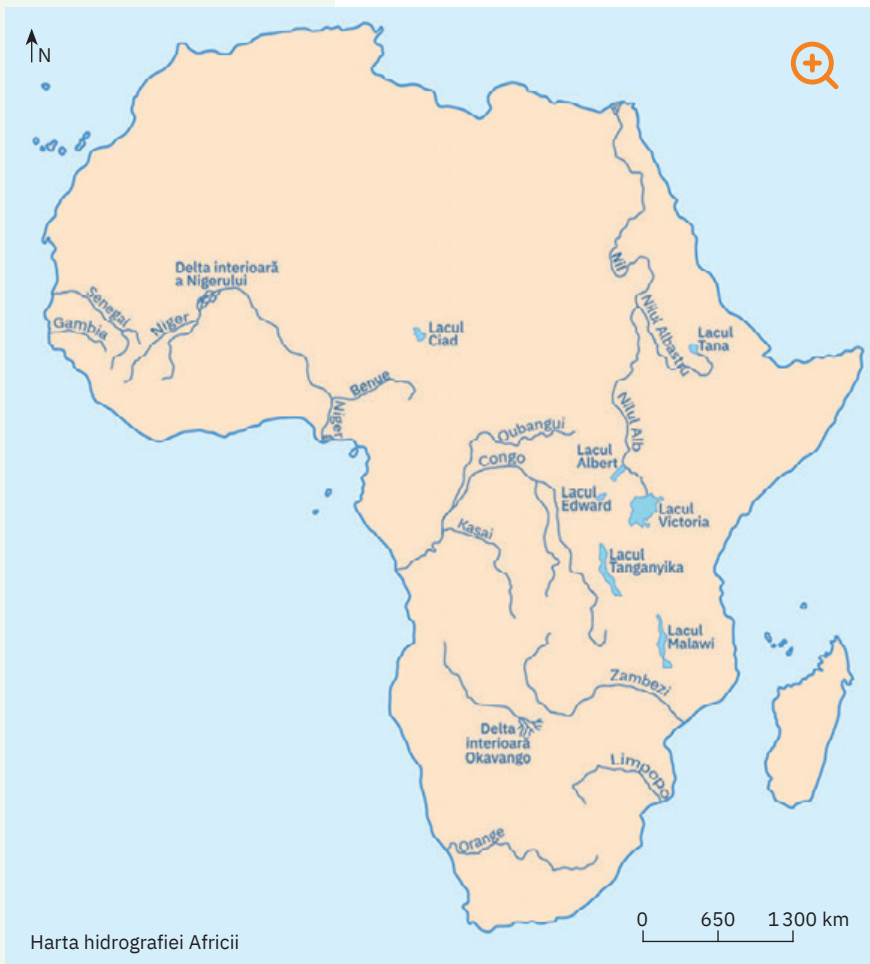 N
Delta interioară
a Nigerului
Senegal
Gambia
Niger
Lacul
Ciad
Benue
Niger
Nil
Nilul Albastru
Lacul
Tana
Nilul Alb
Oubangui
Congo
Lacul
Albert
Lacul
Edward
Lacul
Victoria
Kasai
Lacul
Tanganyika
Lacul
Malawi
Zambezi
Delta
interioară
Okavango
Limpopo
Orange
0 650 1300 km
Harta hidrografiei Africii